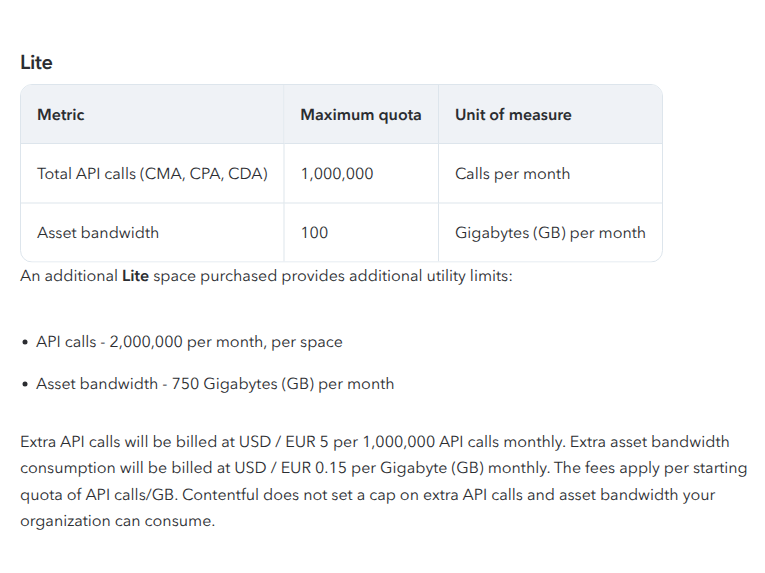 Lite
Metric Maximum quota Unit of measure
Total API calls (CMA, CPA, CDA) 1,000,000 Calls per month
Asset bandwidth 100 Gigabytes (GB) per month
An additional Lite space purchased provides additional utility limits:
• API calls - 2,000,000 per month, per space
• Asset bandwidth - 750 Gigabytes (GB) per month
Extra API calls will be billed at USD / EUR 5 per 1,000,000 API calls monthly. Extra asset bandwidth
consumption will be billed at USD / EUR 0.15 per Gigabyte (GB) monthly. The fees apply per starting
quota of API calls/GB. Contentful does not set a cap on extra API calls and asset bandwidth your
organization can consume.